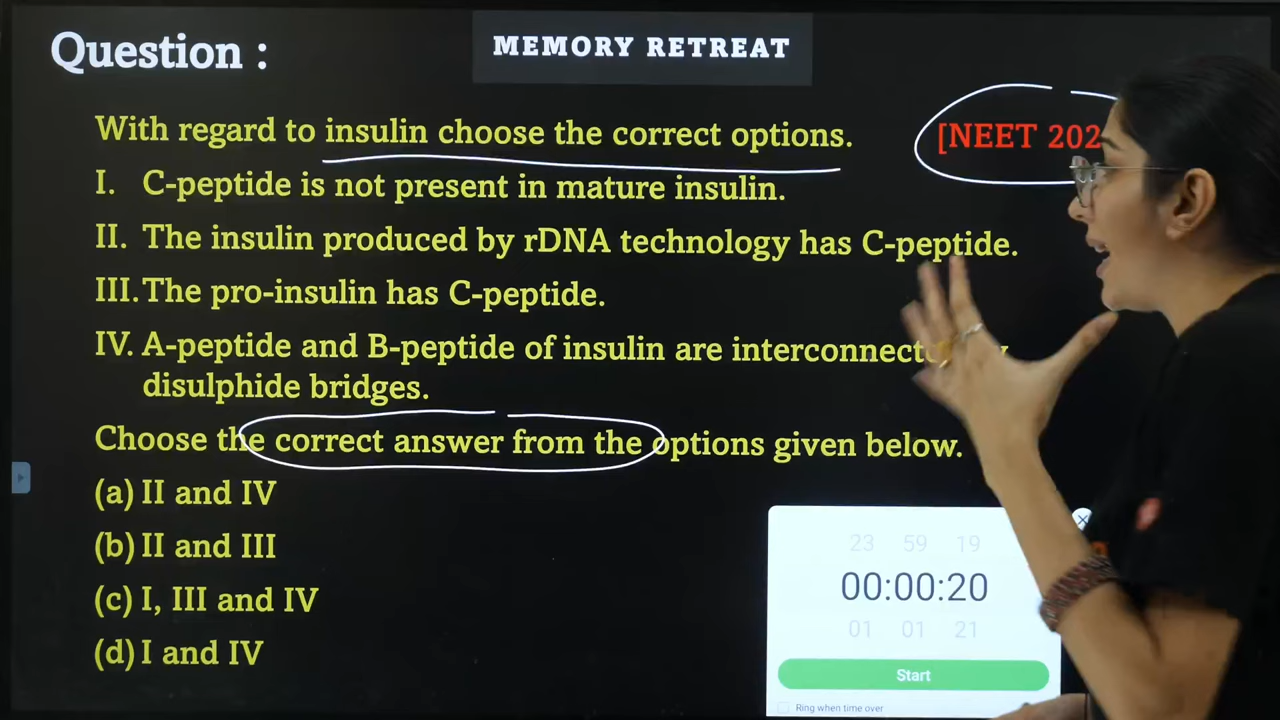 Question :
MEMORY RETREAT
With regard to insulin choose the correct options.
[NEET 202
I. C-peptide is not present in mature insulin.
II. The insulin produced by rDNA technology has C-peptide.
III. The pro-insulin has C-peptide.
IV. A-peptide and B-peptide of insulin are
disulphide bridges.
Choose the correct answer from the options given below.
(a) II and IV
(b) II and III
(c) I, III and IV
(d) I and IV
23 59 19
00:00:20
01 01 21
Start
Ring when time over